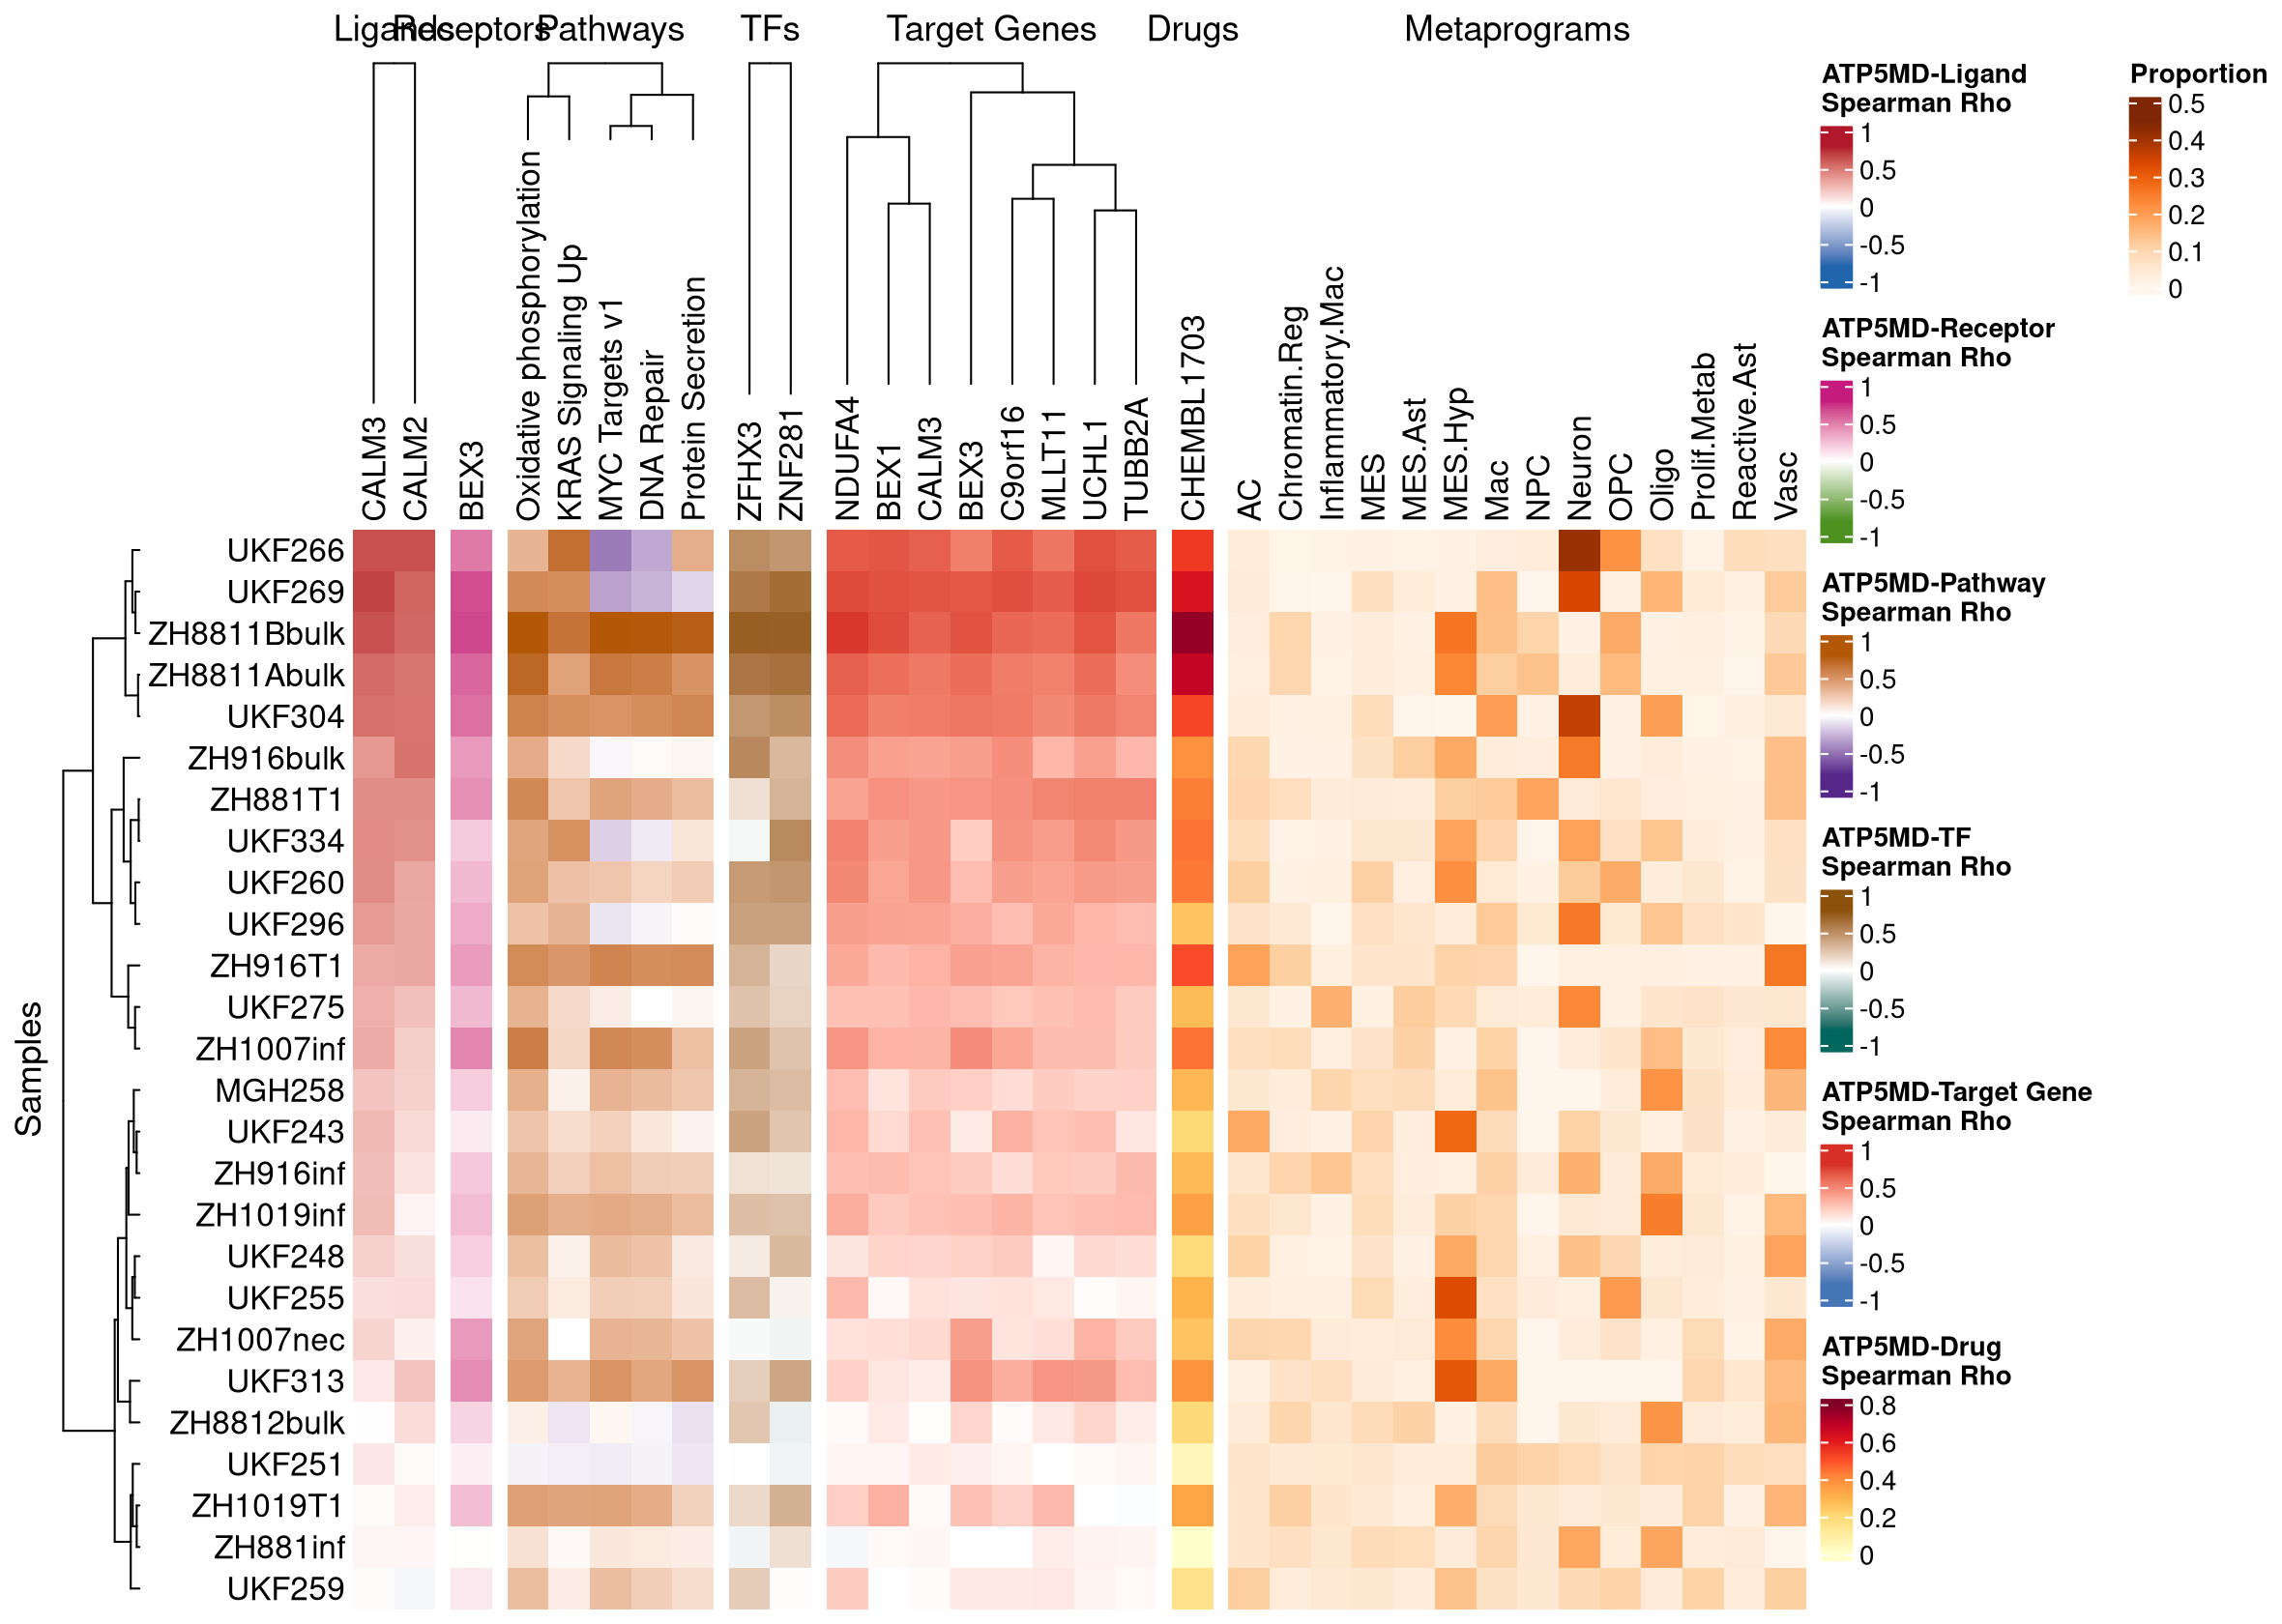 Ligands Receptors Pathways TFs Target Genes Drugs Metaprograms
CALM3
CALM2
BEX3
Oxidative phosphorylation
KRAS Signaling Up
MYC Targets v1
DNA Repair
Protein Secretion
ZFHX3
ZNF281
NDUFA4
BEX1
CALM3
BEX3
C9orf16
MLLT11
UCHL1
TUBB2A
CHEMBL1703
AC
Chromatin.Reg
Inflammatory.Mac
MES
MES.Ast
MES.Hyp
Mac
NPC
Neuron
OPC
Oligo
Prolif.Metab
Reactive.Ast
Vasc
Samples
UKF266
UKF269
ZH8811Bbulk
ZH8811Abulk
UKF304
ZH916bulk
ZH881T1
UKF334
UKF260
UKF296
ZH916T1
UKF275
ZH1007inf
MGH258
UKF243
ZH916inf
ZH1019inf
UKF248
UKF255
ZH1007nec
UKF313
ZH8812bulk
UKF251
ZH1019T1
ZH881inf
UKF259
ATP5MD-Ligand
Spearman Rho
1
0.5
0
-0.5
-1
ATP5MD-Receptor
Spearman Rho
1
0.5
0
-0.5
-1
ATP5MD-Pathway
Spearman Rho
1
0.5
0
-0.5
-1
ATP5MD-TF
Spearman Rho
1
0.5
0
-0.5
-1
ATP5MD-Target Gene
Spearman Rho
1
0.5
0
-0.5
-1
ATP5MD-Drug
Spearman Rho
0.8
0.6
0.4
0.2
0
Proportion
0.5
0.4
0.3
0.2
0.1
0